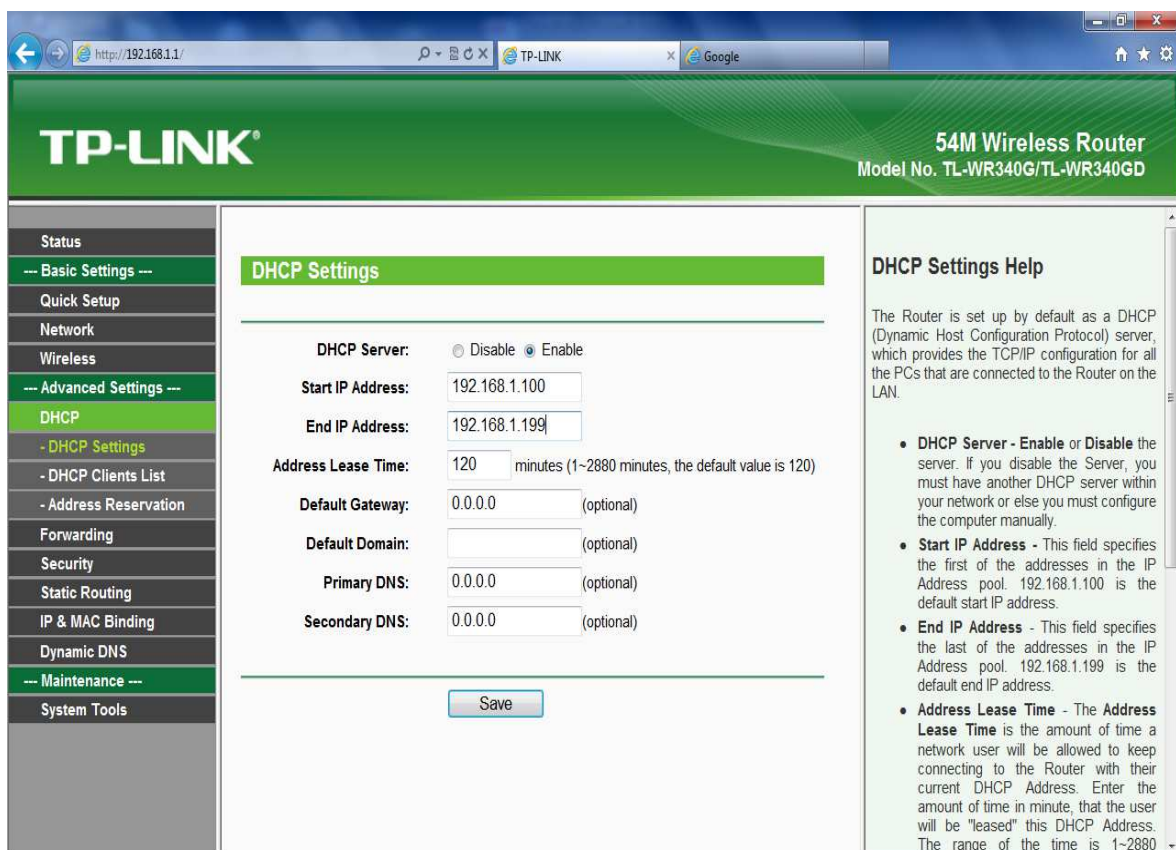 http://192.168.1.1/
TP-LINK
Google
TP-LINK®
54M Wireless Router
Model No. TL-WR340G/TL-WR340GD
Status
--- Basic Settings ---
Quick Setup
Network
Wireless
--- Advanced Settings ---
DHCP
- DHCP Settings
- DHCP Clients List
- Address Reservation
Forwarding
Security
Static Routing
IP & MAC Binding
Dynamic DNS
--- Maintenance ---
System Tools
DHCP Settings
DHCP Server: Disable Enable
Start IP Address: 192.168.1.100
End IP Address: 192.168.1.199
Address Lease Time: 120 minutes (1~2880 minutes, the default value is 120)
Default Gateway: 0.0.0.0 (optional)
Default Domain: (optional)
Primary DNS: 0.0.0.0 (optional)
Secondary DNS: 0.0.0.0 (optional)
Save
DHCP Settings Help
The Router is set up by default as a DHCP
(Dynamic Host Configuration Protocol) server,
which provides the TCP/IP configuration for all
the PCs that are connected to the Router on the
LAN.
• DHCP Server - Enable or Disable the
server. If you disable the Server, you
must have another DHCP server within
your network or else you must configure
the computer manually.
• Start IP Address - This field specifies
the first of the addresses in the IP
Address pool. 192.168.1.100 is the
default start IP address.
• End IP Address - This field specifies
the last of the addresses in the IP
Address pool. 192.168.1.199 is the
default end IP address.
• Address Lease Time - The Address
Lease Time is the amount of time a
network user will be allowed to keep
connecting to the Router with their
current DHCP Address. Enter the
amount of time in minute, that the user
will be "leased" this DHCP Address.
The range of the time is 1~2880